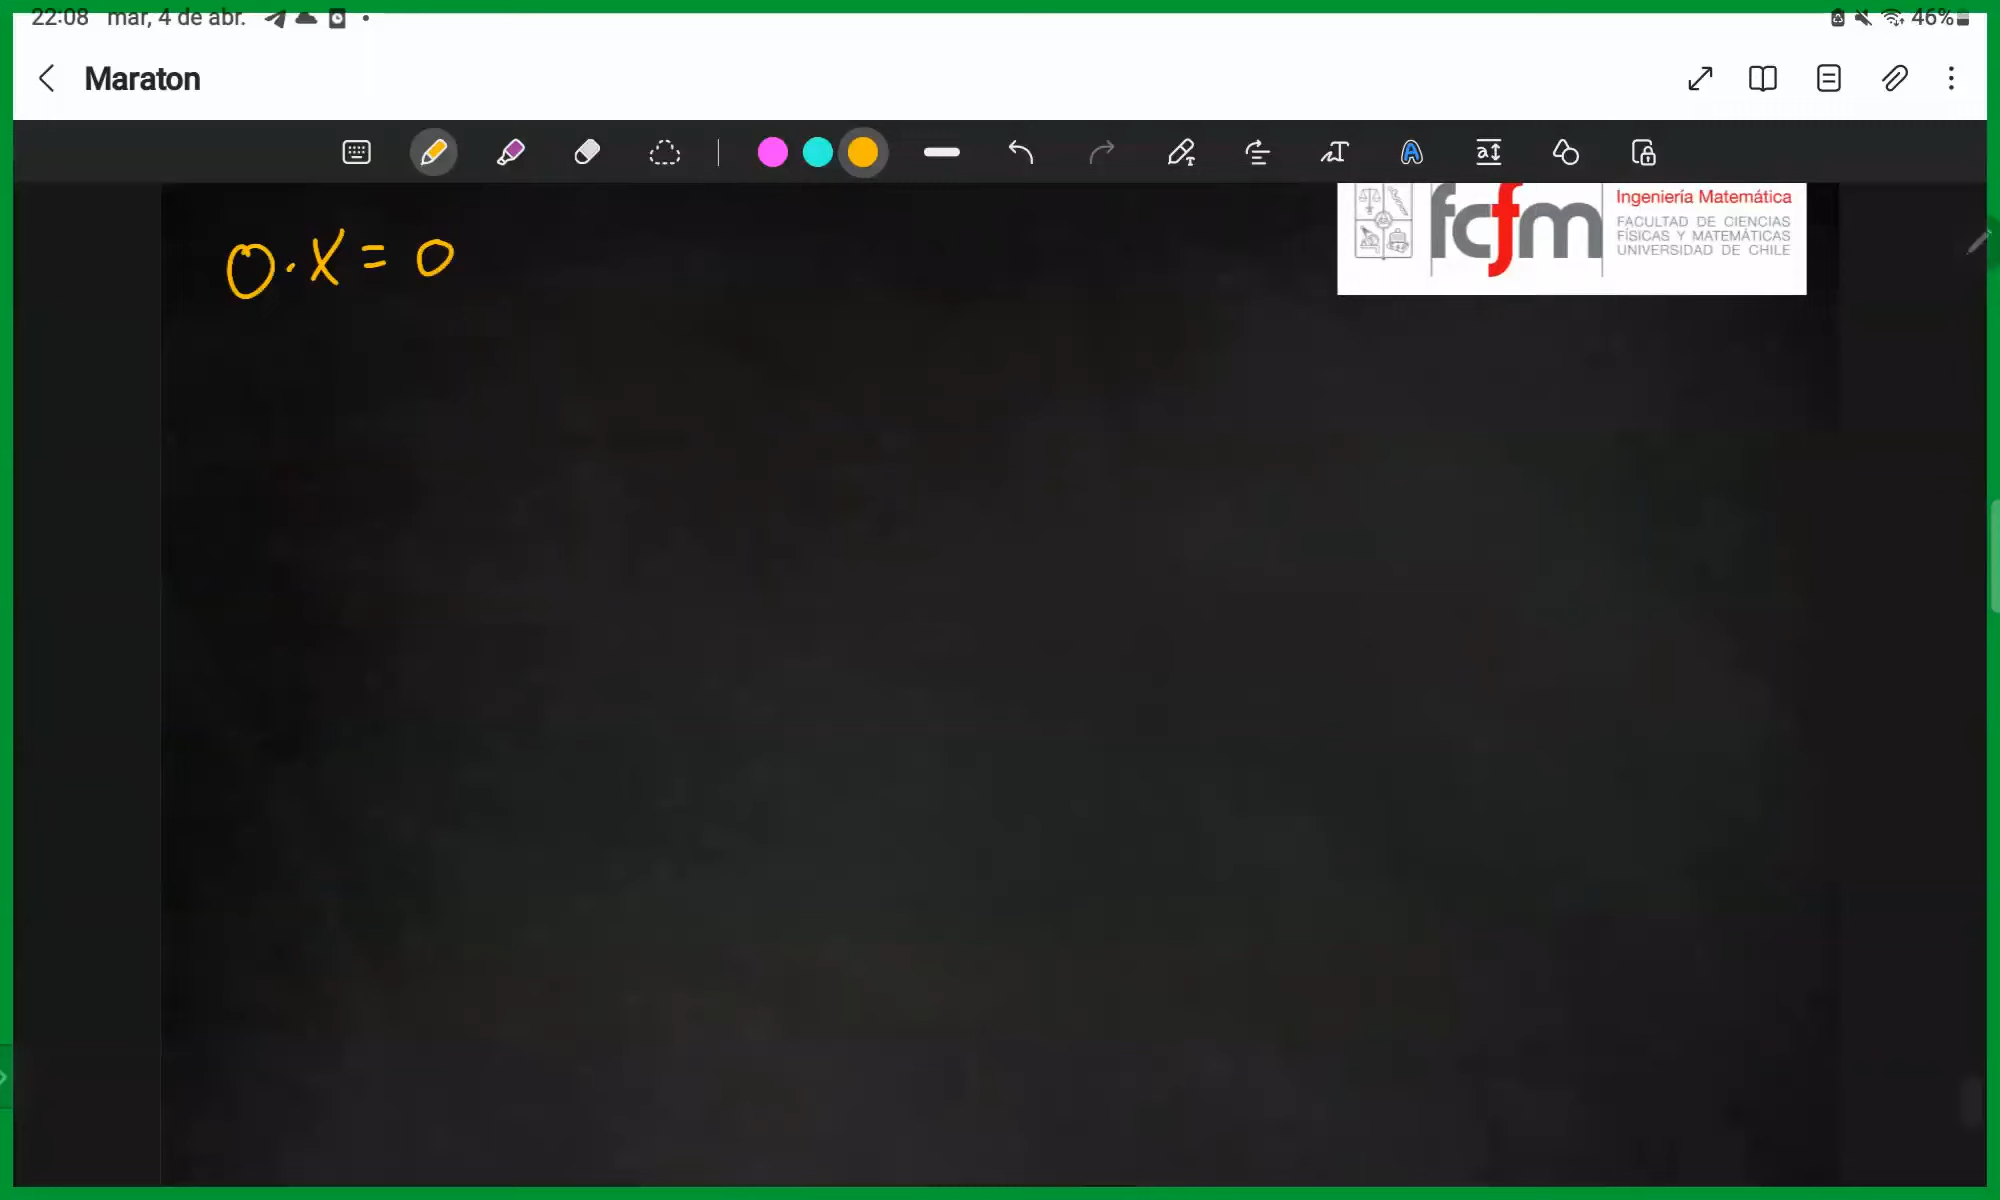 22:08 mar, 4 de abr.
46%
Maraton
0·x = 0
fcfm
Ingeniería Matemática
FACULTAD DE CIENCIAS
FÍSICAS Y MATEMÁTICAS
UNIVERSIDAD DE CHILE